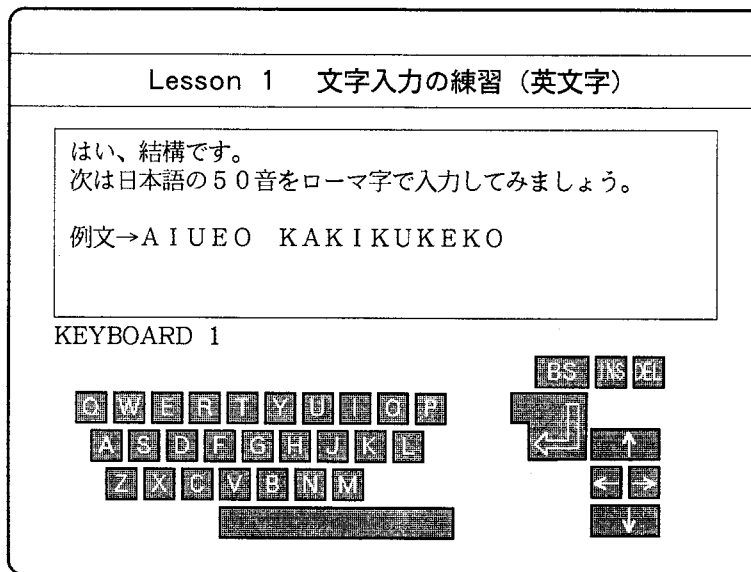 Lesson 1 文字入力の練習（英文字）
はい、結構です。
次は日本語の５０音をローマ字で入力してみましょう。
例文→ＡＩＵＥＯ　ＫＡＫＩＫＵＫＥＫＯ
KEYBOARD 1
BS INS DEL
Q W E R T Y U I O P
A S D F G H J K L
Z X C V B N M